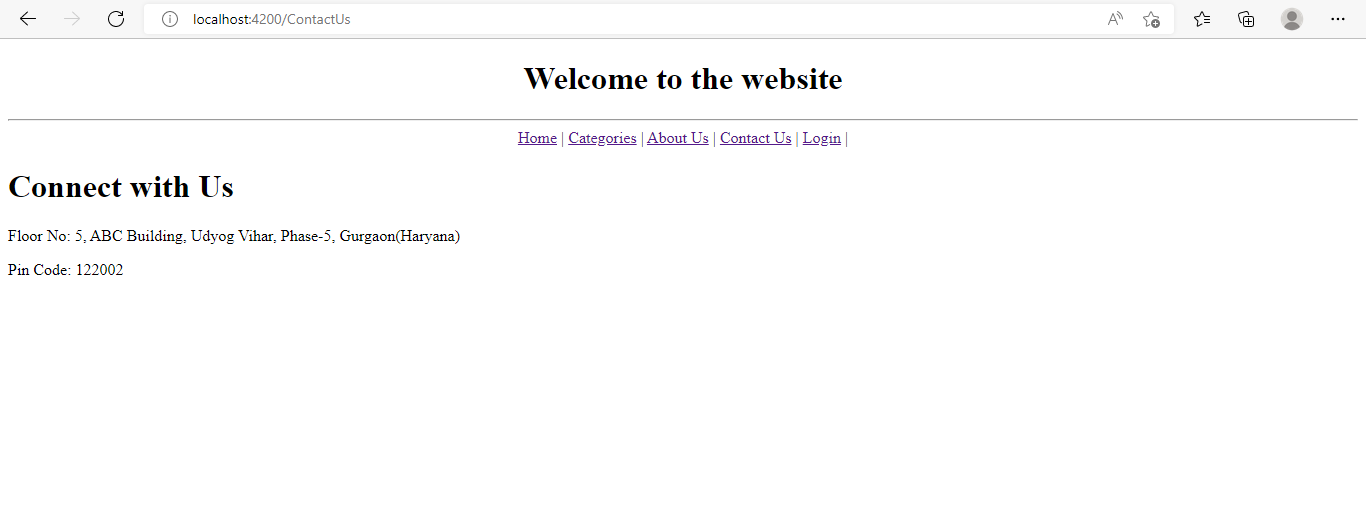 localhost:4200/ContactUs
Welcome to the website
Home | Categories | About Us | Contact Us | Login |
Connect with Us
Floor No: 5, ABC Building, Udyog Vihar, Phase-5, Gurgaon(Haryana)
Pin Code: 122002